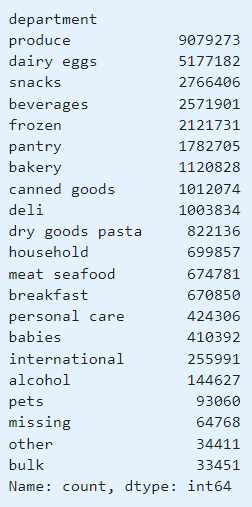 department
produce 9079273
dairy eggs 5177182
snacks 2766406
beverages 2571901
frozen 2121731
pantry 1782705
bakery 1120828
canned goods 1012074
deli 1003834
dry goods pasta 822136
household 699857
meat seafood 674781
breakfast 670850
personal care 424306
babies 410392
international 255991
alcohol 144627
pets 93060
missing 64768
other 34411
bulk 33451
Name: count, dtype: int64